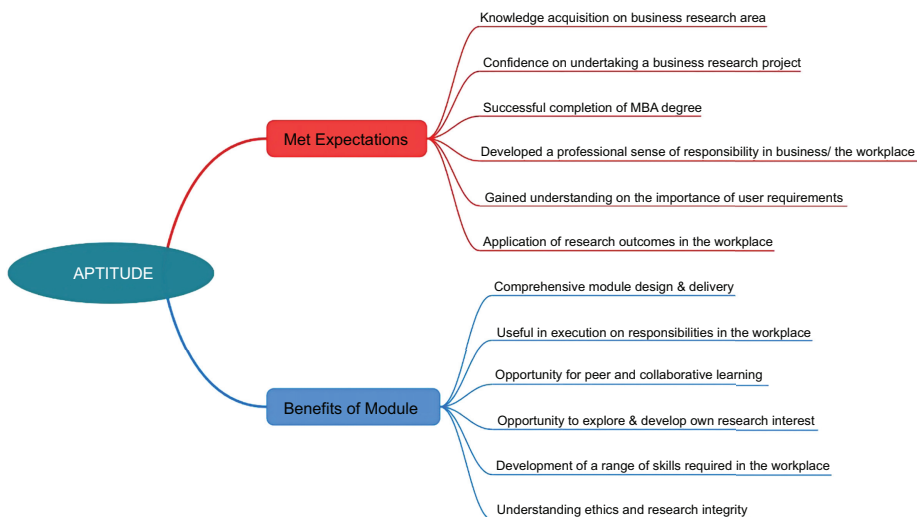 Knowledge acquisition on business research area
Confidence on undertaking a business research project
Successful completion of MBA degree
Met Expectations
Developed a professional sense of responsibility in business/ the workplace
Gained understanding on the importance of user requirements
Application of research outcomes in the workplace
APTITUDE
Comprehensive module design & delivery
Useful in execution on responsibilities in the workplace
Opportunity for peer and collaborative learning
Benefits of Module
Opportunity to explore & develop own research interest
Development of a range of skills required in the workplace
Understanding ethics and research integrity